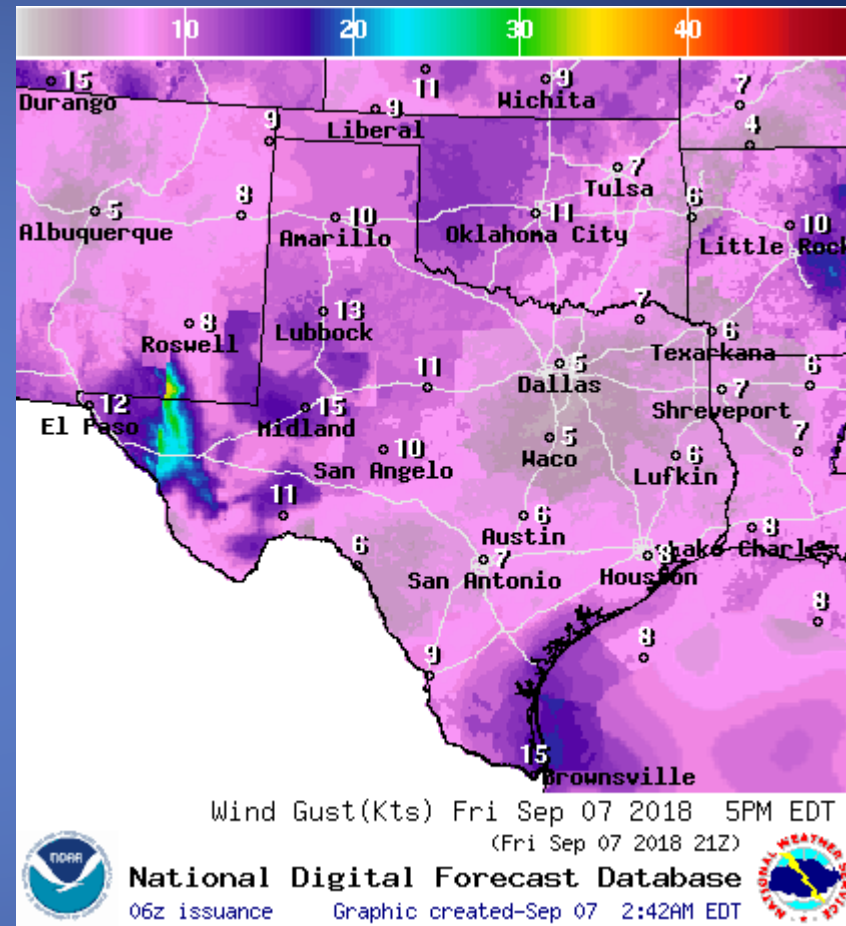 10 20 30 40
15
Durango
11
9
Wichita
9
Liberal
7
9
4
7
Tulsa
5
Albuquerque
8
10
Amarillo
11
Oklahoma City
6
10
Little Rock
8
Roswell
13
Lubbock
7
6
Texarkana
5
Dallas
11
7
Shreveport
6
12
El Paso
15
Midland
10
San Angelo
5
Waco
6
Lufkin
7
11
6
Austin
8
Lake Charl
6
7
San Antonio
8
Houston
8
8
9
15
Brownsville
Wind Gust(Kts) Fri Sep 07 2018 5PM EDT
(Fri Sep 07 2018 21Z)
National Digital Forecast Database
06z issuance Graphic created-Sep 07 2:42AM EDT
NOAA
NATIONAL WEATHER SERVICE